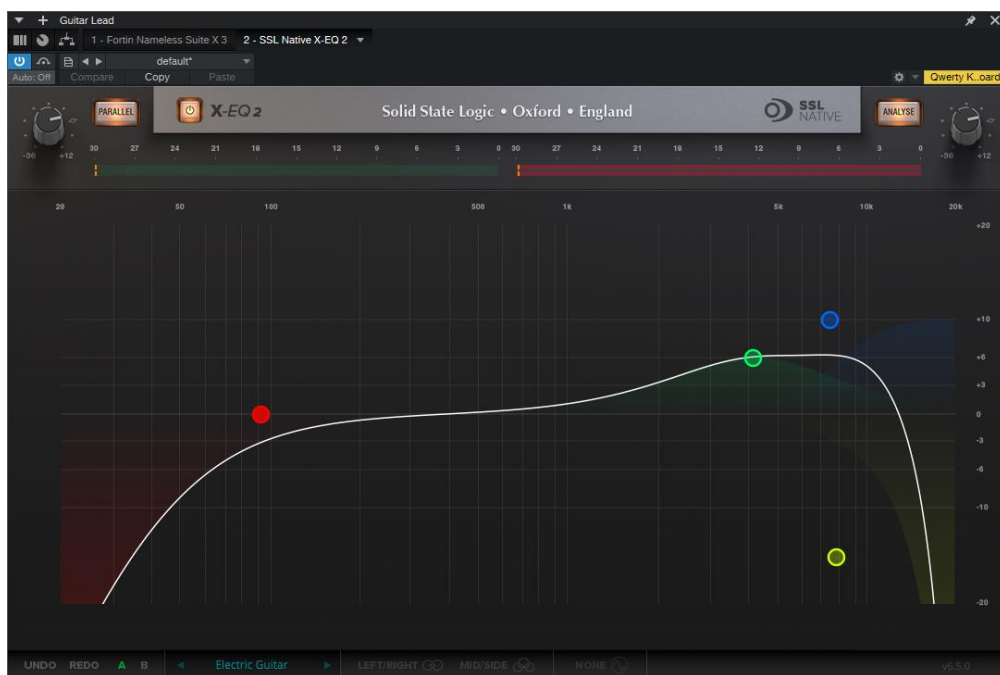 Guitar Lead
1 - Fortin Nameless Suite X 3 2 - SSL Native X-EQ 2
default*
Auto: Off Compare Copy Paste Qwerty K..oard
PARALLEL X-EQ 2 Solid State Logic • Oxford • England SSL NATIVE ANALYSE
-36 +12 30 27 24 21 18 15 12 9 6 3 0 30 27 24 21 18 15 12 9 6 3 0 -36 +12
20 50 100 500 1k 5k 10k 20k
+20
+10
+6
+3
0
-3
-6
-10
-20
UNDO REDO A B Electric Guitar LEFT/RIGHT MID/SIDE NONE v6.5.0